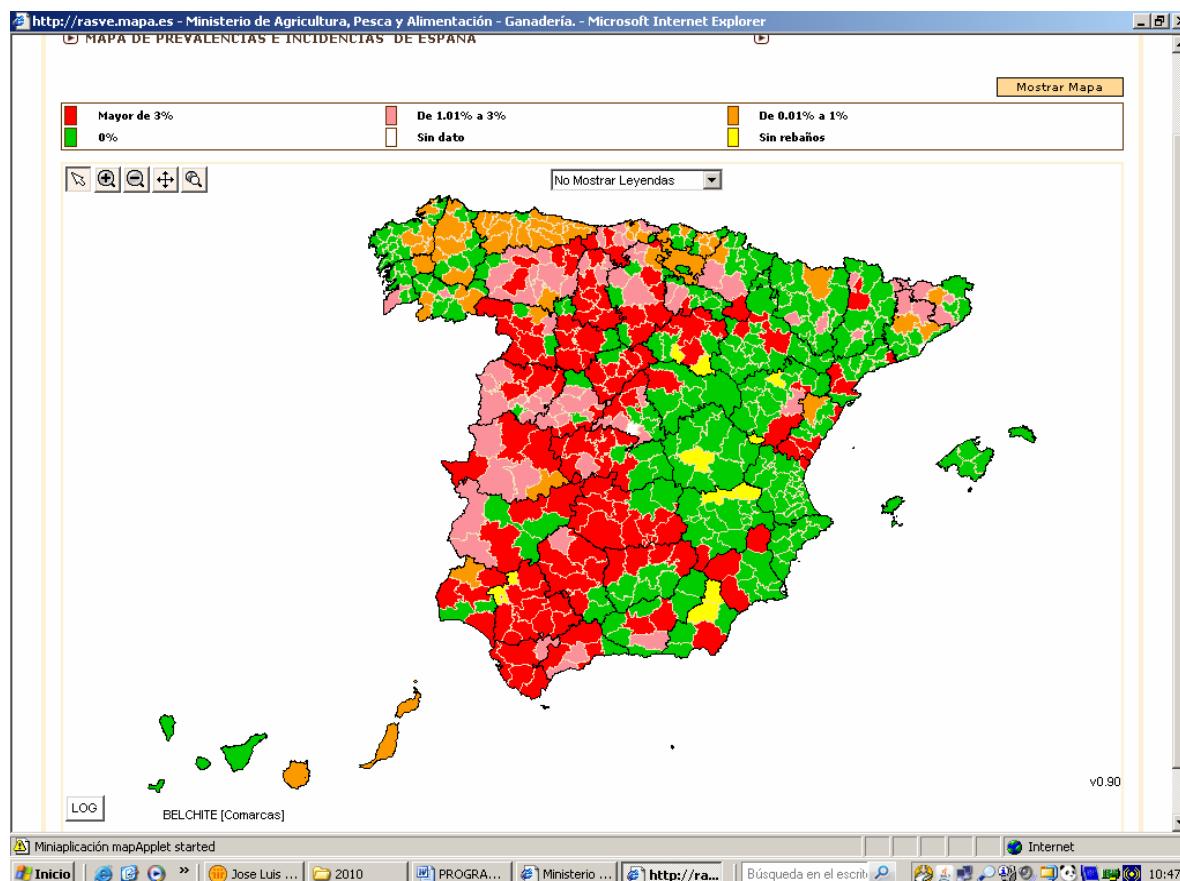 http://rasve.mapa.es - Ministerio de Agricultura, Pesca y Alimentación - Ganadería. - Microsoft Internet Explorer
MAPA DE PREVALENCIAS E INCIDENCIAS DE ESPAÑA
Mostrar Mapa
Mayor de 3% De 1.01% a 3% De 0.01% a 1%
0% Sin dato Sin rebaños
No Mostrar Leyendas
v0.90
LOG
BELCHITE [Comarcas]
Miniaplicación mapApplet started Internet
Inicio » Jose Luis ... 2010 PROGRA... Ministerio ... http://ra... Búsqueda en el escrit 10:47